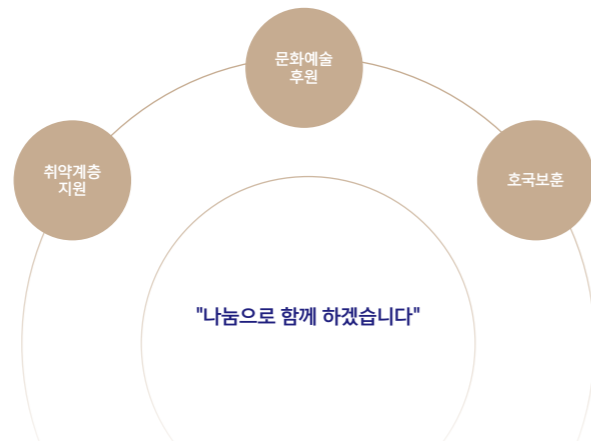 문화예술
후원
취약계층
지원
호국보훈
"나눔으로 함께 하겠습니다"